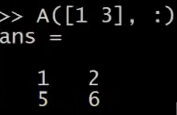 >> A([1 3], :)
ans =
1 2
5 6